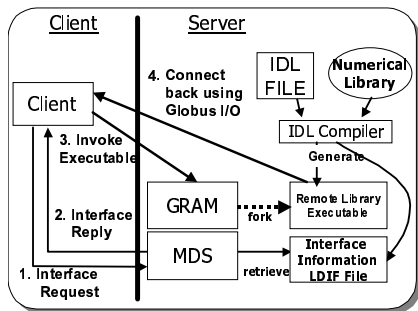 Client
Server
4. Connect
back using
Globus I/O
IDL
FILE
Numerical
Library
Client
IDL Compiler
3. Invoke
Executable
Generate
GRAM
fork
Remote Library
Executable
2. Interface
Reply
MDS
retrieve
Interface
Information
LDIF File
1. Interface
Request